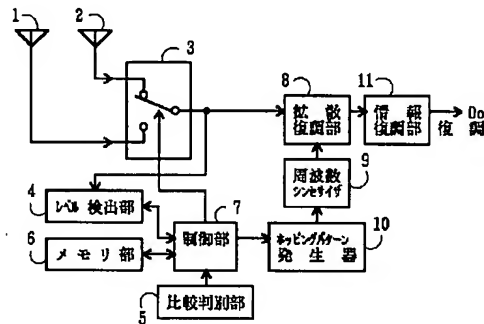 1
2
3
8
11
拡散
復調部
情報
復調部
Do
復調
周波数
シンセサイザ
9
4
レベル 検出部
7
制御部
ホッピングパターン
発生器
10
6
メモリ部
5
比較判別部